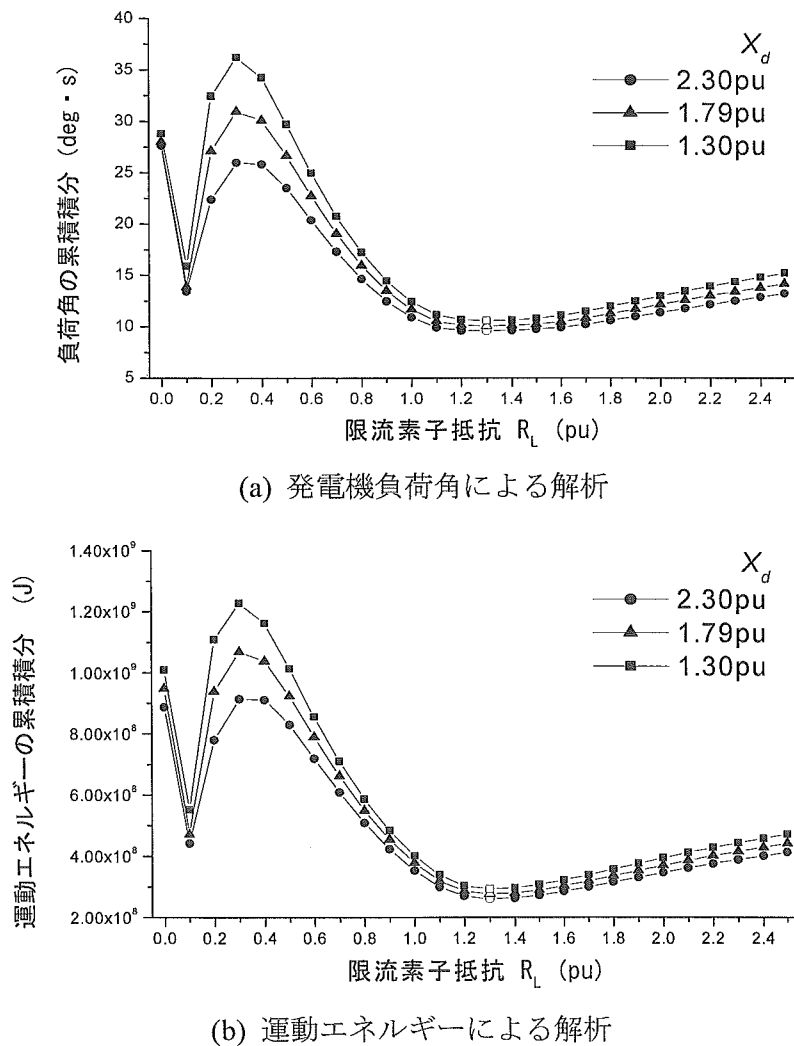 40
35
30
25
20
15
10
5
負荷角の累積積分 (deg・s)
X_d
2.30pu
1.79pu
1.30pu
0.0 0.2 0.4 0.6 0.8 1.0 1.2 1.4 1.6 1.8 2.0 2.2 2.4
限流素子抵抗 R_L (pu)
(a) 発電機負荷角による解析
1.40x10^9
1.20x10^9
1.00x10^9
8.00x10^8
6.00x10^8
4.00x10^8
2.00x10^8
運動エネルギーの累積積分 (J)
X_d
2.30pu
1.79pu
1.30pu
0.0 0.2 0.4 0.6 0.8 1.0 1.2 1.4 1.6 1.8 2.0 2.2 2.4
限流素子抵抗 R_L (pu)
(b) 運動エネルギーによる解析